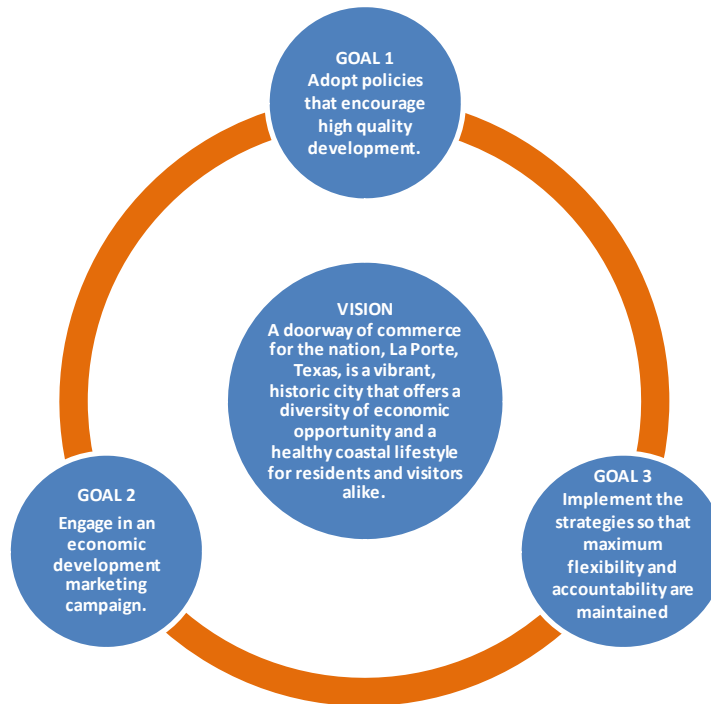 GOAL 1
Adopt policies
that encourage
high quality
development.
VISION
A doorway of commerce
for the nation, La Porte,
Texas, is a vibrant,
historic city that offers a
diversity of economic
opportunity and a
healthy coastal lifestyle
for residents and visitors
alike.
GOAL 2
Engage in an
economic
development
marketing
campaign.
GOAL 3
Implement the
strategies so that
maximum
flexibility and
accountability are
maintained